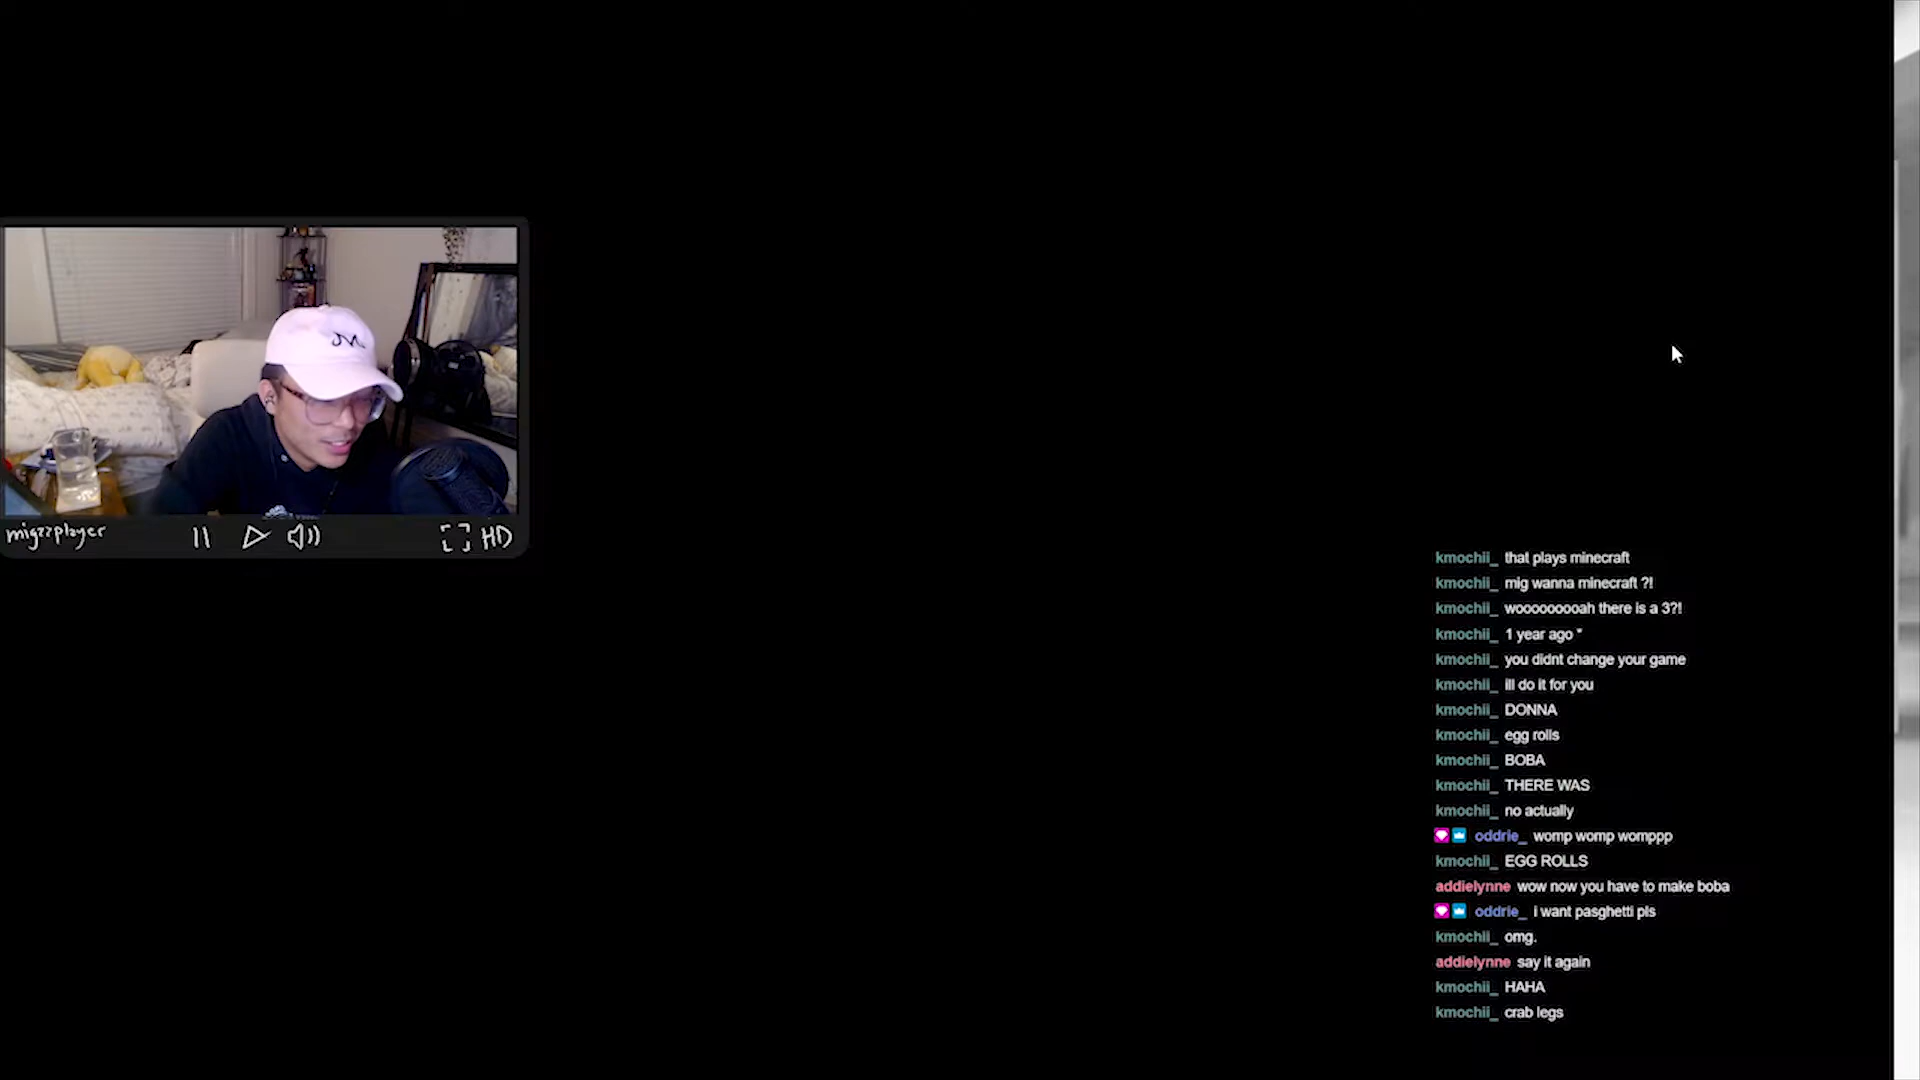 migzzplayer
HD
kmochii_ that plays minecraft
kmochii_ mig wanna minecraft ?!
kmochii_ wooooooooah there is a 3?!
kmochii_ 1 year ago *
kmochii_ you didnt change your game
kmochii_ ill do it for you
kmochii_ DONNA
kmochii_ egg rolls
kmochii_ BOBA
kmochii_ THERE WAS
kmochii_ no actually
oddrie_ womp womp womppp
kmochii_ EGG ROLLS
addielynne wow now you have to make boba
oddrie_ i want pasghetti pls
kmochii_ omg.
addielynne say it again
kmochii_ HAHA
kmochii_ crab legs